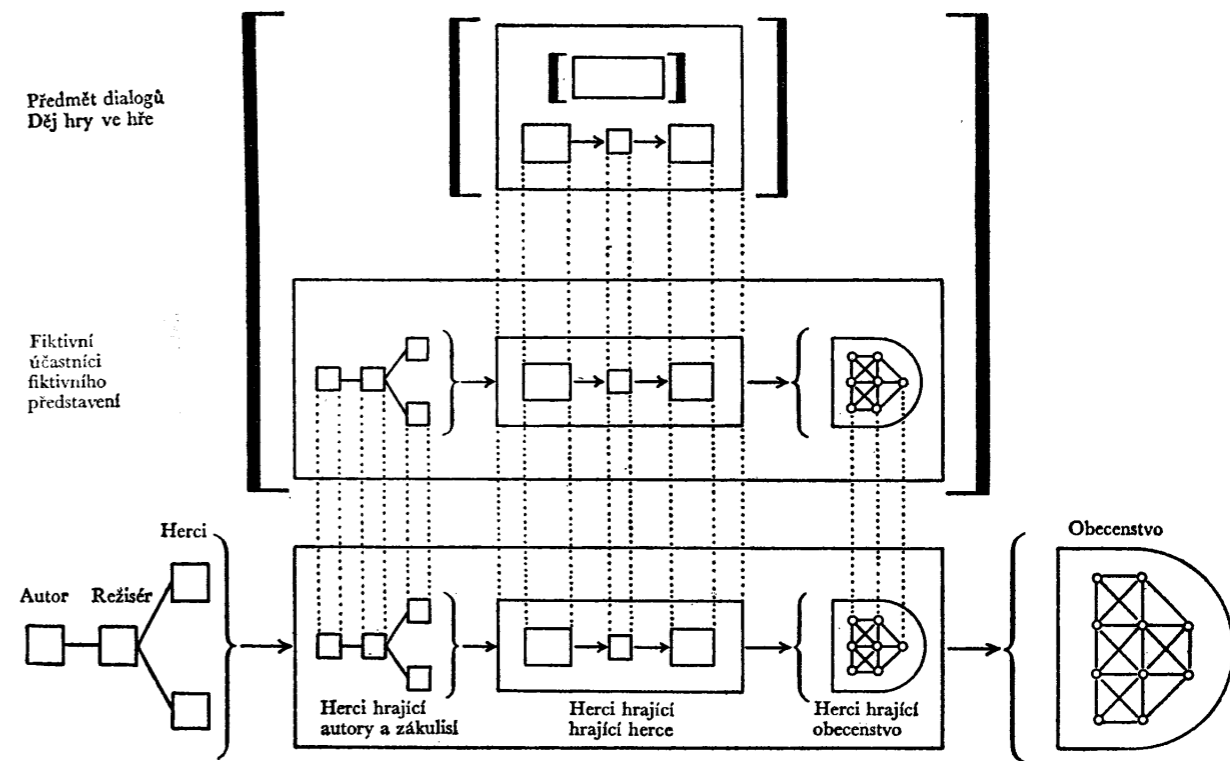 Předmět dialogů
Děj hry ve hře
Fiktivní
účastníci
fiktivního
představení
Herci
Obecenstvo
Autor
Režisér
Herci hrající
autory a zákulisí
Herci hrající
hrající herce
Herci hrající
obecenstvo